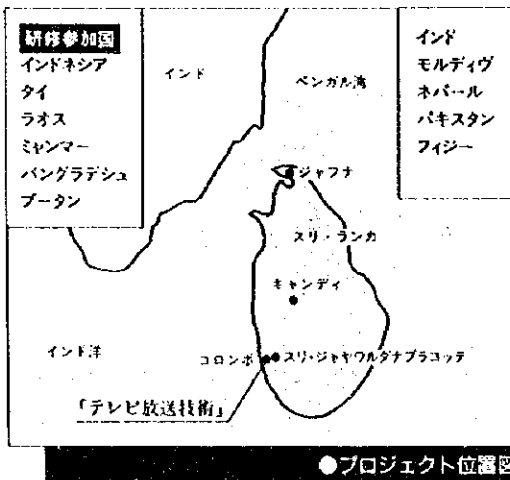 研修参加国
インドネシア
タイ
ラオス
ミャンマー
バングラデシュ
ブータン
インド
モルディヴ
ネパール
パキスタン
フィジー
インド
ベンガル湾
ジャフナ
スリ・ランカ
キャンディ
インド洋
コロンボ
スリ・ジャヤワルダナプラコッテ
「テレビ放送技術」
●プロジェクト位置図